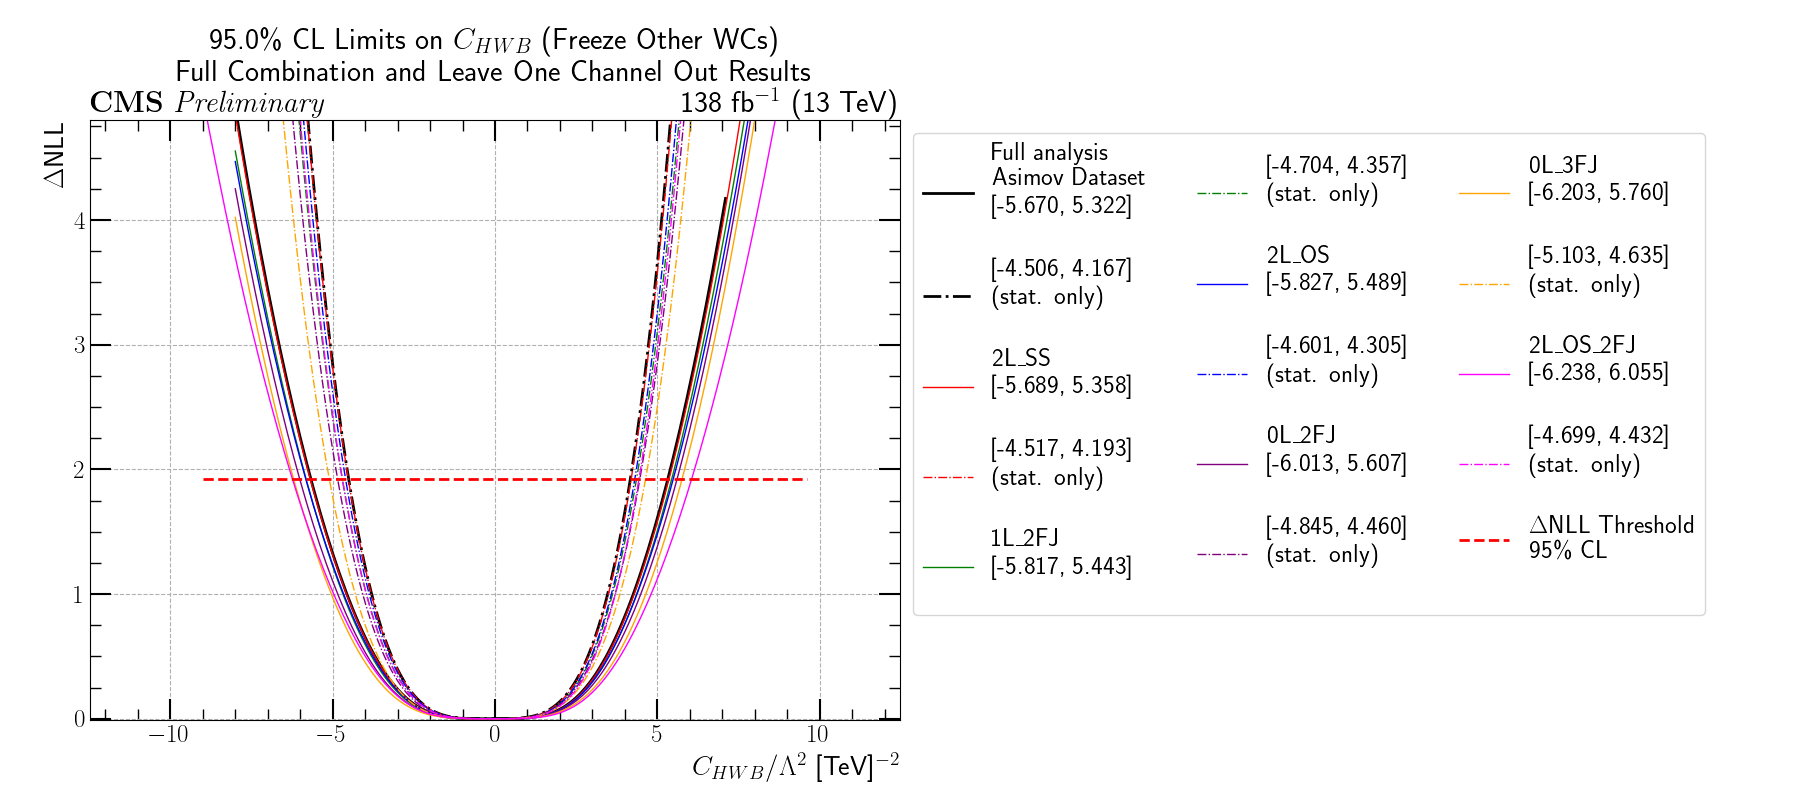 95.0% CL Limits on C_{HWB} (Freeze Other WCs)
Full Combination and Leave One Channel Out Results
CMS Preliminary
138 fb^{-1} (13 TeV)
ΔNLL
4
3
2
1
0
−10
−5
0
5
10
C_{HWB}/Λ^2 [TeV]^{-2}
Full analysis
Asimov Dataset
[-5.670, 5.322]
[-4.506, 4.167]
(stat. only)
2L_SS
[-5.689, 5.358]
[-4.517, 4.193]
(stat. only)
1L_2FJ
[-5.817, 5.443]
[-4.704, 4.357]
(stat. only)
2L_OS
[-5.827, 5.489]
[-4.601, 4.305]
(stat. only)
0L_2FJ
[-6.013, 5.607]
[-4.845, 4.460]
(stat. only)
0L_3FJ
[-6.203, 5.760]
[-5.103, 4.635]
(stat. only)
2L_OS_2FJ
[-6.238, 6.055]
[-4.699, 4.432]
(stat. only)
ΔNLL Threshold
95% CL